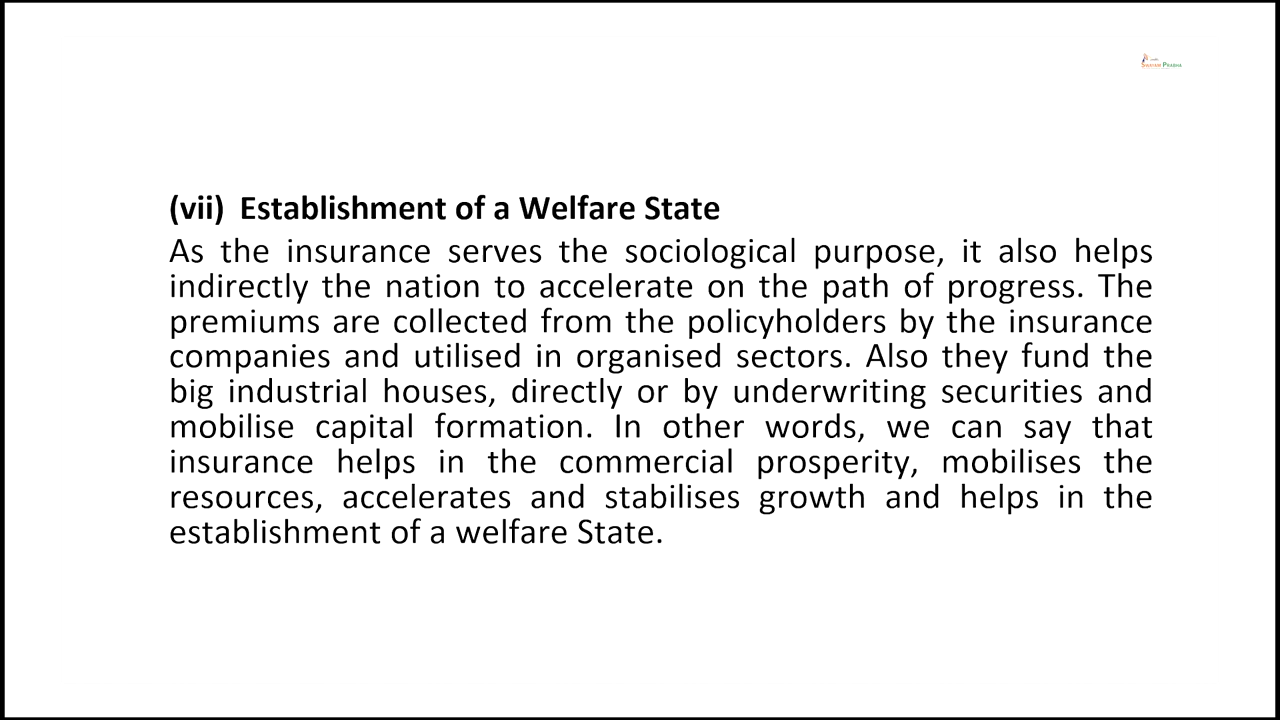 SWAYAM PRABHA
(vii) Establishment of a Welfare State
As the insurance serves the sociological purpose, it also helps
indirectly the nation to accelerate on the path of progress. The
premiums are collected from the policyholders by the insurance
companies and utilised in organised sectors. Also they fund the
big industrial houses, directly or by underwriting securities and
mobilise capital formation. In other words, we can say that
insurance helps in the commercial prosperity, mobilises the
resources, accelerates and stabilises growth and helps in the
establishment of a welfare State.